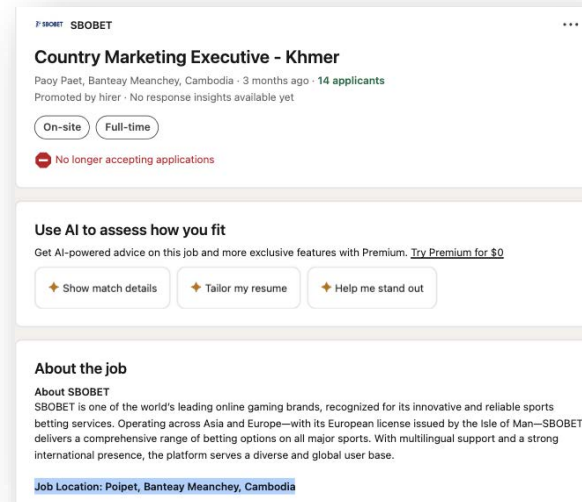 SBOBET SBOBET
Country Marketing Executive - Khmer
Paoy Paet, Banteay Meanchey, Cambodia · 3 months ago · 14 applicants
Promoted by hirer · No response insights available yet
On-site Full-time
No longer accepting applications
Use AI to assess how you fit
Get AI-powered advice on this job and more exclusive features with Premium. Try Premium for $0
Show match details Tailor my resume Help me stand out
About the job
About SBOBET
SBOBET is one of the world's leading online gaming brands, recognized for its innovative and reliable sports
betting services. Operating across Asia and Europe—with its European license issued by the Isle of Man—SBOBET
delivers a comprehensive range of betting options on all major sports. With multilingual support and a strong
international presence, the platform serves a diverse and global user base.
Job Location: Poipet, Banteay Meanchey, Cambodia